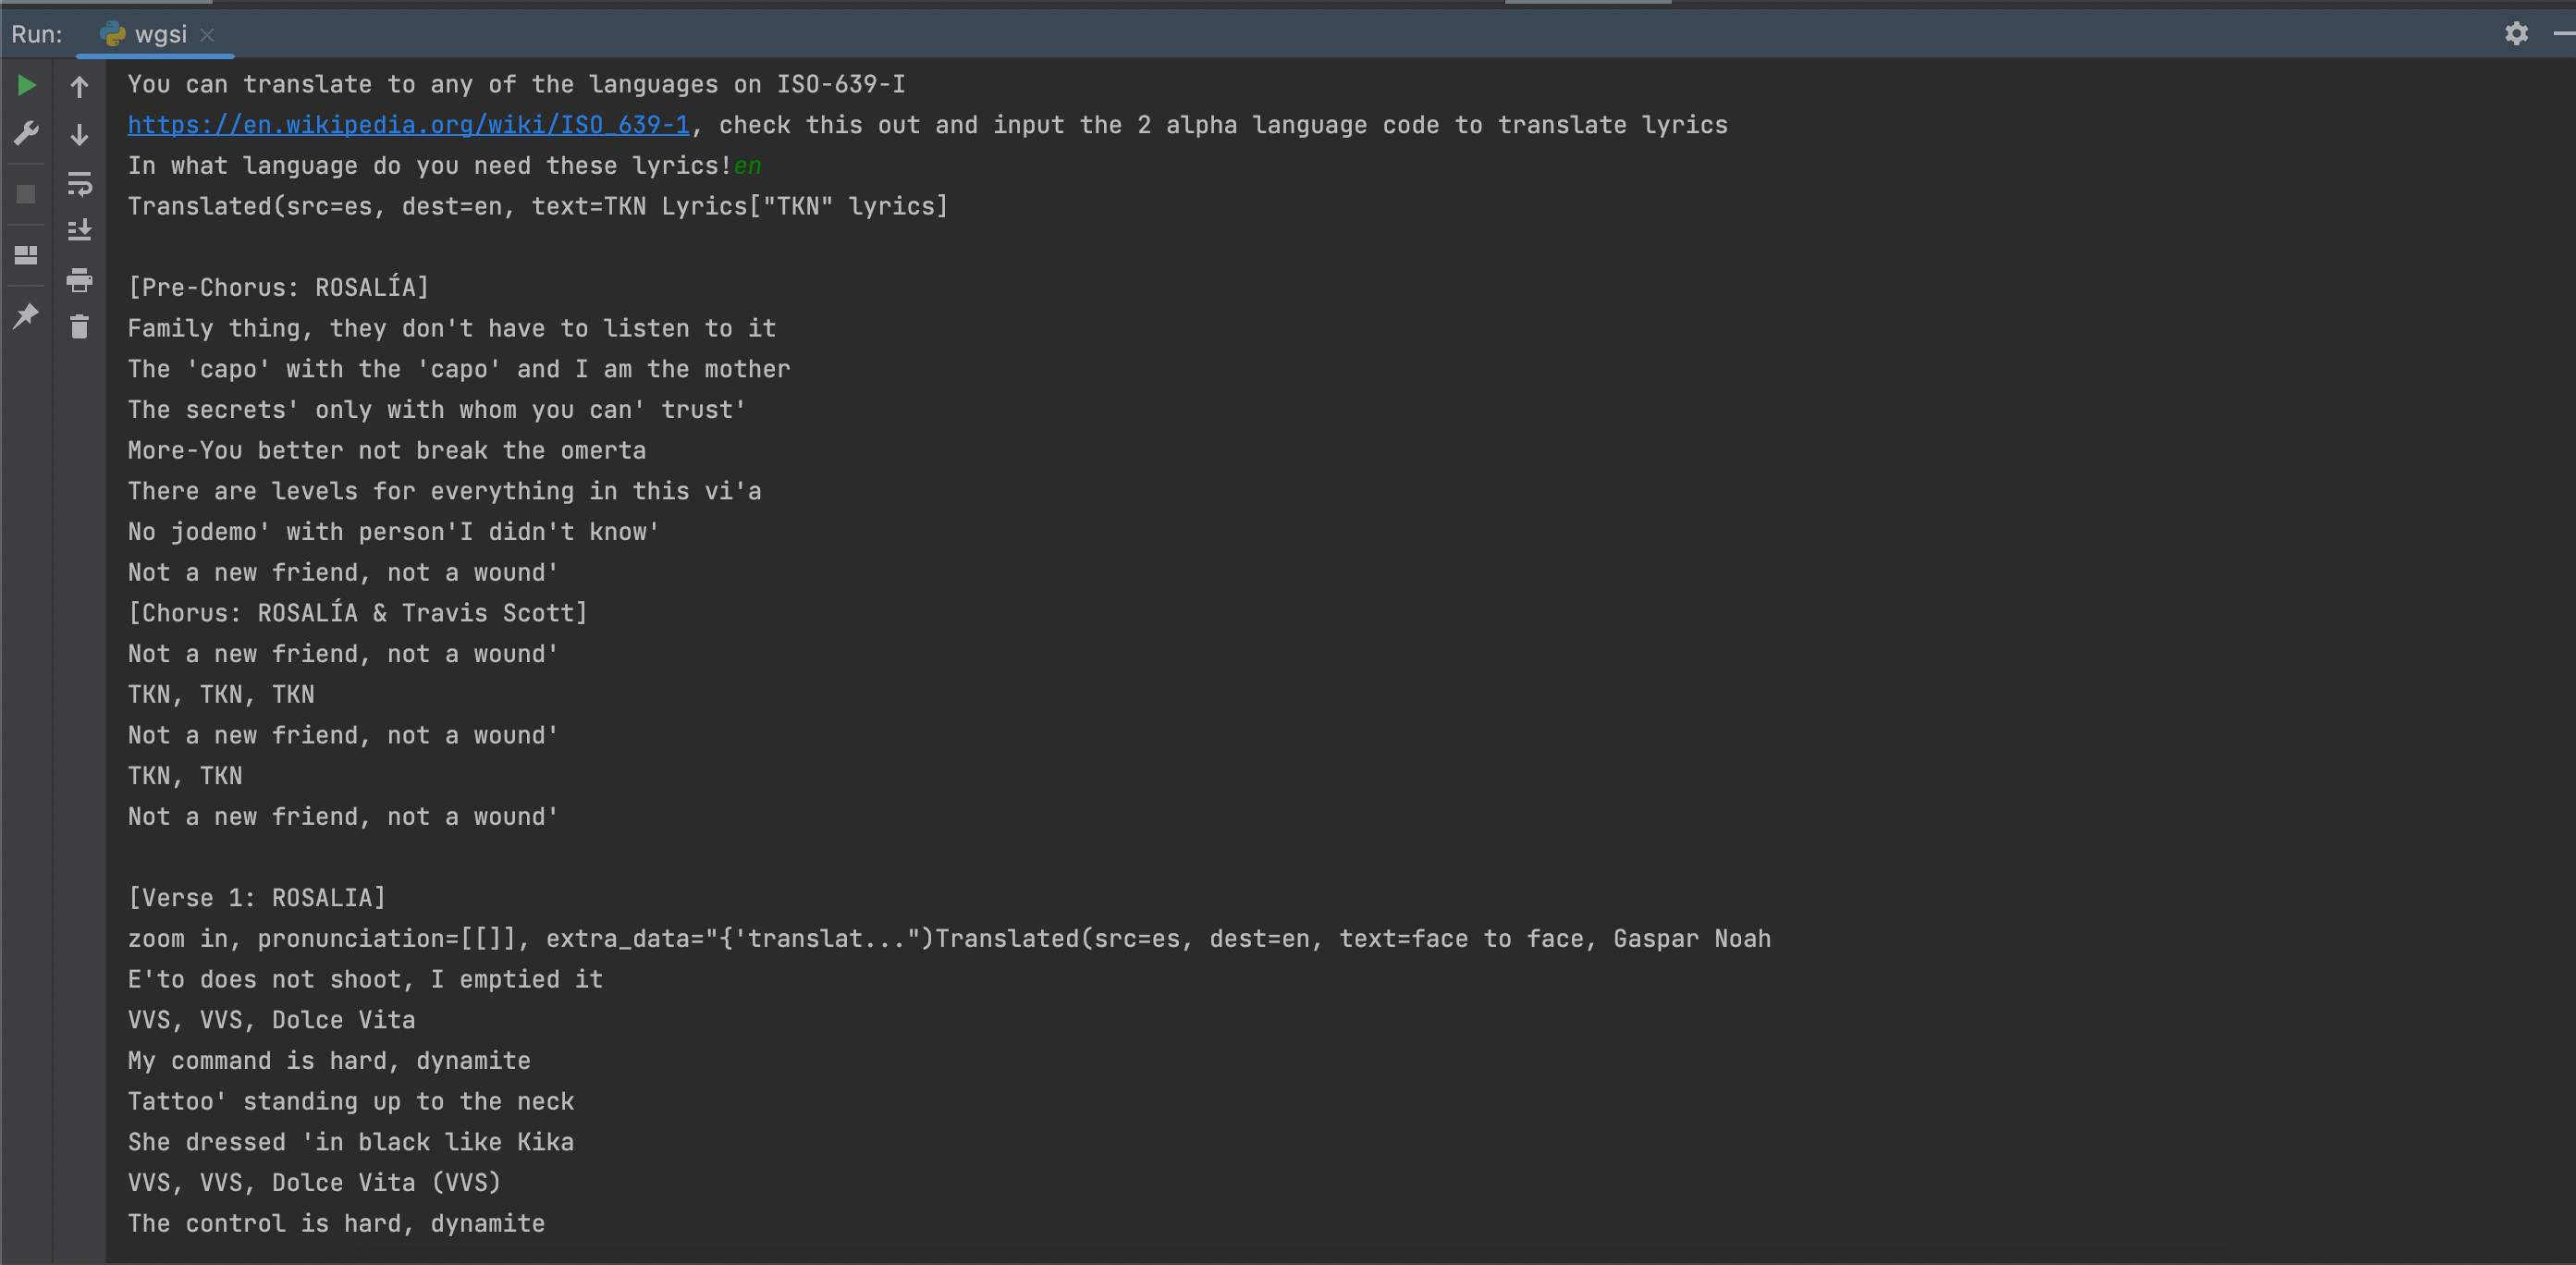 Run: wgsi
You can translate to any of the languages on ISO-639-I
https://en.wikipedia.org/wiki/ISO_639-1, check this out and input the 2 alpha language code to translate lyrics
In what language do you need these lyrics!en
Translated(src=es, dest=en, text=TKN Lyrics["TKN" lyrics]
[Pre-Chorus: ROSALÍA]
Family thing, they don't have to listen to it
The 'capo' with the 'capo' and I am the mother
The secrets' only with whom you can' trust'
More-You better not break the omerta
There are levels for everything in this vi'a
No jodemo' with person'I didn't know'
Not a new friend, not a wound'
[Chorus: ROSALÍA & Travis Scott]
Not a new friend, not a wound'
TKN, TKN, TKN
Not a new friend, not a wound'
TKN, TKN
Not a new friend, not a wound'
[Verse 1: ROSALIA]
zoom in, pronunciation=[[]], extra_data="{'translat...")Translated(src=es, dest=en, text=face to face, Gaspar Noah
E'to does not shoot, I emptied it
VVS, VVS, Dolce Vita
My command is hard, dynamite
Tattoo' standing up to the neck
She dressed 'in black like Kika
VVS, VVS, Dolce Vita (VVS)
The control is hard, dynamite